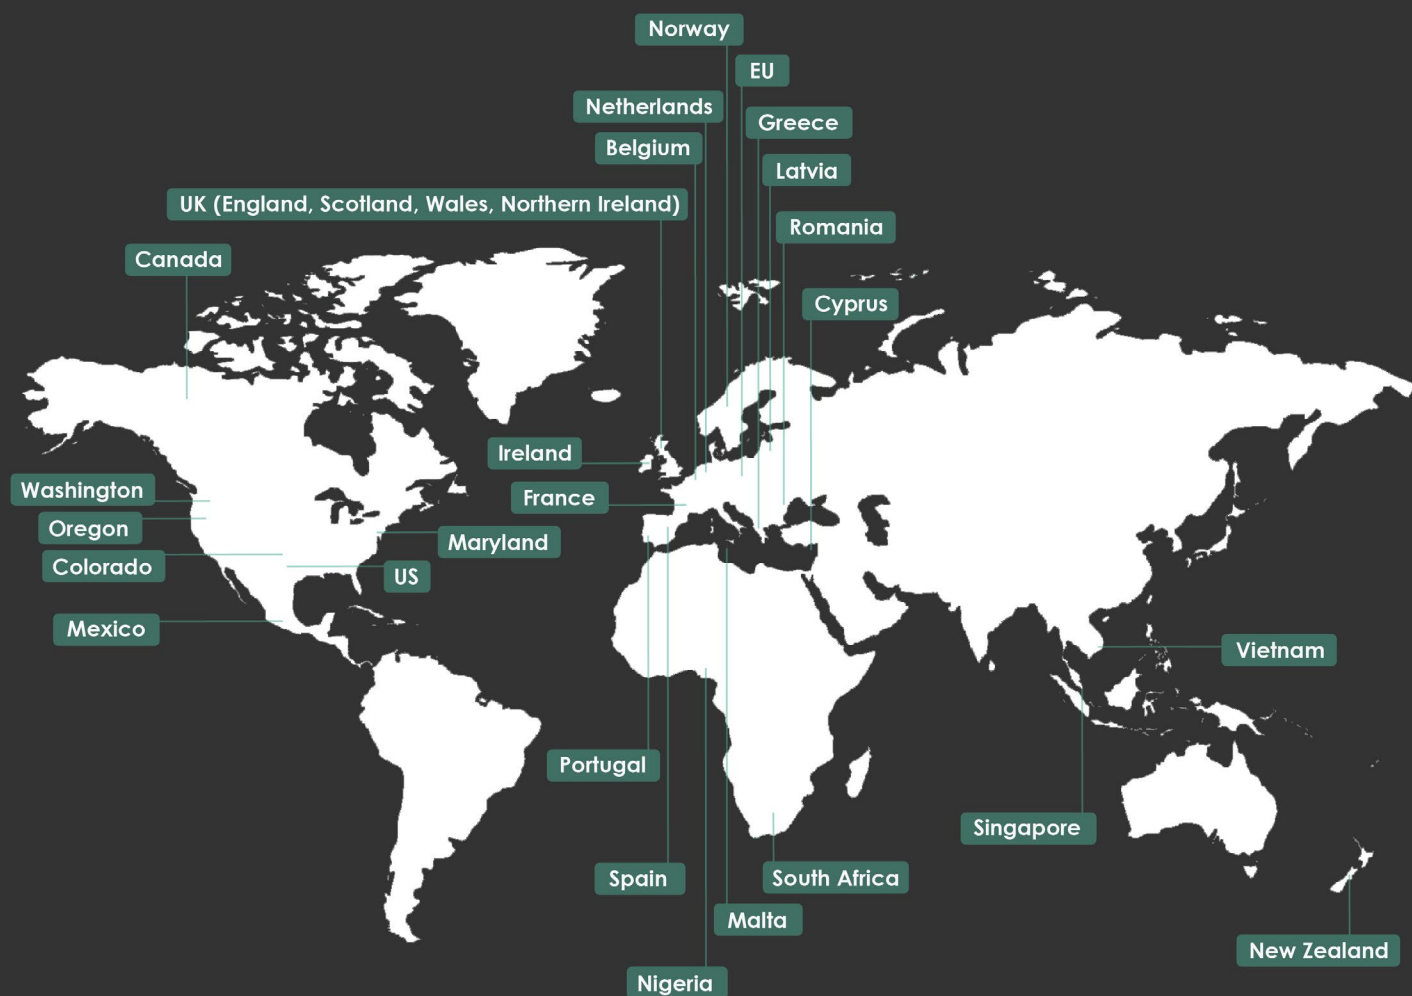 Norway
EU
Netherlands
Greece
Belgium
Latvia
UK (England, Scotland, Wales, Northern Ireland)
Romania
Canada
Cyprus
Ireland
Washington
France
Oregon
Maryland
Colorado
US
Mexico
Vietnam
Portugal
Singapore
Spain
South Africa
Malta
New Zealand
Nigeria